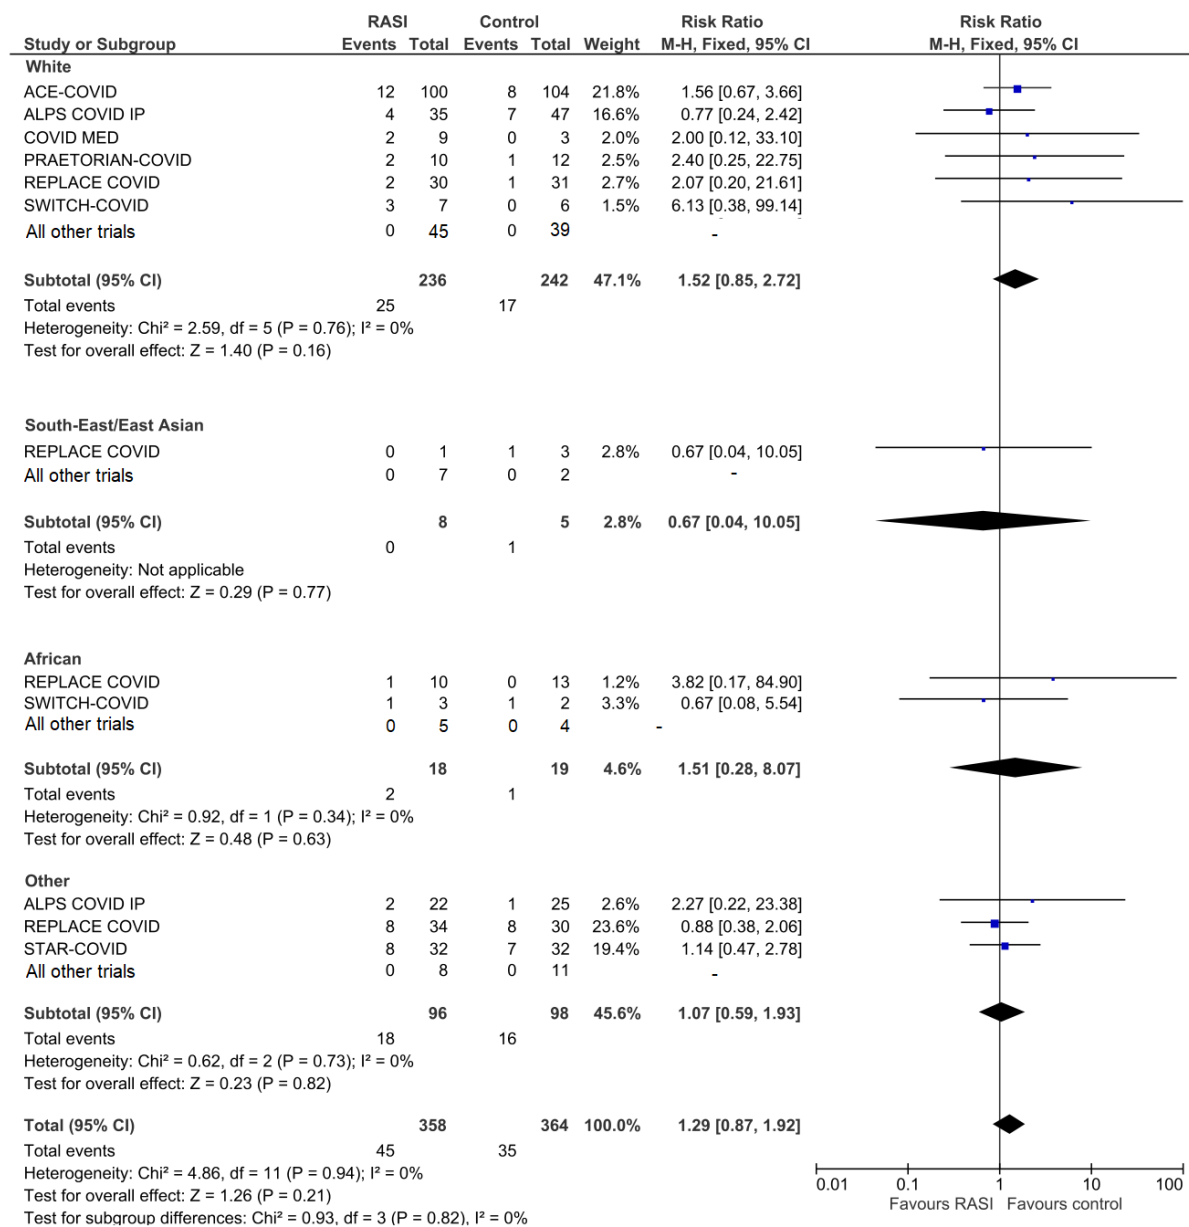 RASI Control Risk Ratio Risk Ratio
Study or Subgroup Events Total Events Total Weight M-H, Fixed, 95% CI M-H, Fixed, 95% CI
White
ACE-COVID 12 100 8 104 21.8% 1.56 [0.67, 3.66]
ALPS COVID IP 4 35 7 47 16.6% 0.77 [0.24, 2.42]
COVID MED 2 9 0 3 2.0% 2.00 [0.12, 33.10]
PRAETORIAN-COVID 2 10 1 12 2.5% 2.40 [0.25, 22.75]
REPLACE COVID 2 30 1 31 2.7% 2.07 [0.20, 21.61]
SWITCH-COVID 3 7 0 6 1.5% 6.13 [0.38, 99.14]
All other trials 0 45 0 39 -
Subtotal (95% CI) 236 242 47.1% 1.52 [0.85, 2.72]
Total events 25 17
Heterogeneity: Chi² = 2.59, df = 5 (P = 0.76); I² = 0%
Test for overall effect: Z = 1.40 (P = 0.16)
South-East/East Asian
REPLACE COVID 0 1 1 3 2.8% 0.67 [0.04, 10.05]
All other trials 0 7 0 2 -
Subtotal (95% CI) 8 5 2.8% 0.67 [0.04, 10.05]
Total events 0 1
Heterogeneity: Not applicable
Test for overall effect: Z = 0.29 (P = 0.77)
African
REPLACE COVID 1 10 0 13 1.2% 3.82 [0.17, 84.90]
SWITCH-COVID 1 3 1 2 3.3% 0.67 [0.08, 5.54]
All other trials 0 5 0 4 -
Subtotal (95% CI) 18 19 4.6% 1.51 [0.28, 8.07]
Total events 2 1
Heterogeneity: Chi² = 0.92, df = 1 (P = 0.34); I² = 0%
Test for overall effect: Z = 0.48 (P = 0.63)
Other
ALPS COVID IP 2 22 1 25 2.6% 2.27 [0.22, 23.38]
REPLACE COVID 8 34 8 30 23.6% 0.88 [0.38, 2.06]
STAR-COVID 8 32 7 32 19.4% 1.14 [0.47, 2.78]
All other trials 0 8 0 11 -
Subtotal (95% CI) 96 98 45.6% 1.07 [0.59, 1.93]
Total events 18 16
Heterogeneity: Chi² = 0.62, df = 2 (P = 0.73); I² = 0%
Test for overall effect: Z = 0.23 (P = 0.82)
Total (95% CI) 358 364 100.0% 1.29 [0.87, 1.92]
Total events 45 35
Heterogeneity: Chi² = 4.86, df = 11 (P = 0.94); I² = 0%
Test for overall effect: Z = 1.26 (P = 0.21)
Test for subgroup differences: Chi² = 0.93, df = 3 (P = 0.82), I² = 0%
0.01 0.1 1 10 100
Favours RASI Favours control